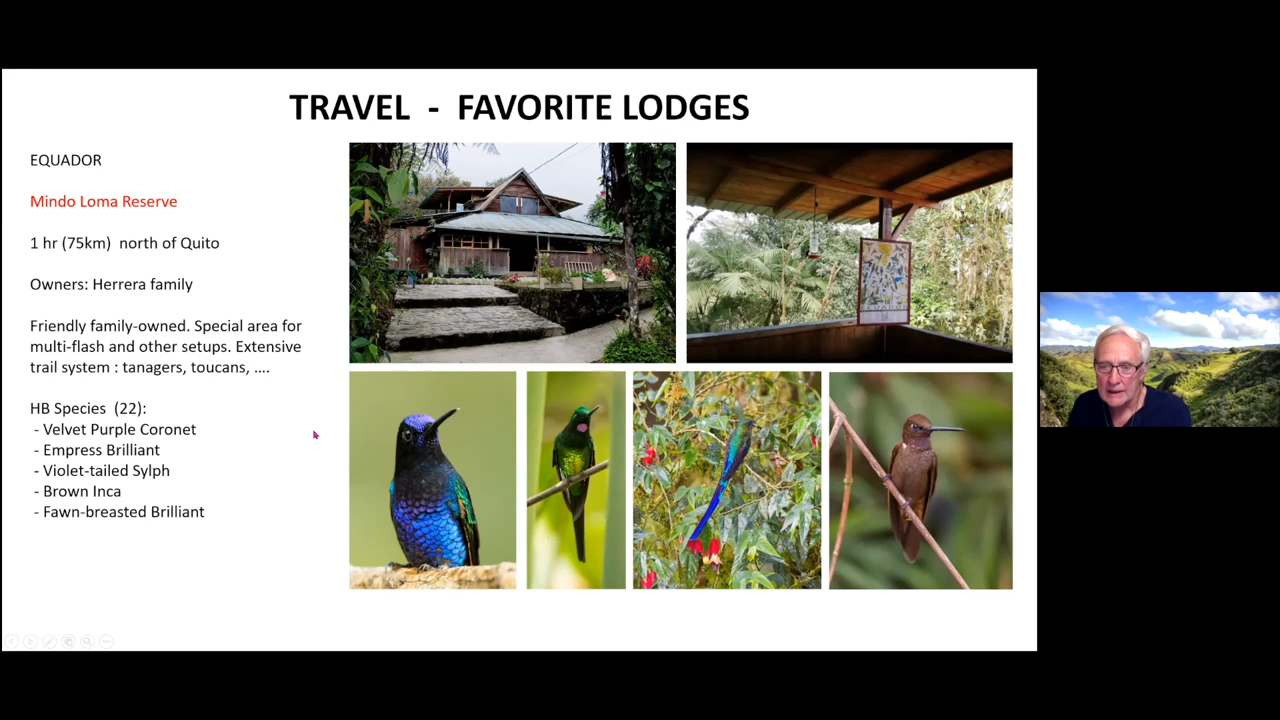 TRAVEL - FAVORITE LODGES
EQUADOR
Mindo Loma Reserve
1 hr (75km) north of Quito
Owners: Herrera family
Friendly family-owned. Special area for
multi-flash and other setups. Extensive
trail system : tanagers, toucans, ....
HB Species (22):
- Velvet Purple Coronet
- Empress Brilliant
- Violet-tailed Sylph
- Brown Inca
- Fawn-breasted Brilliant